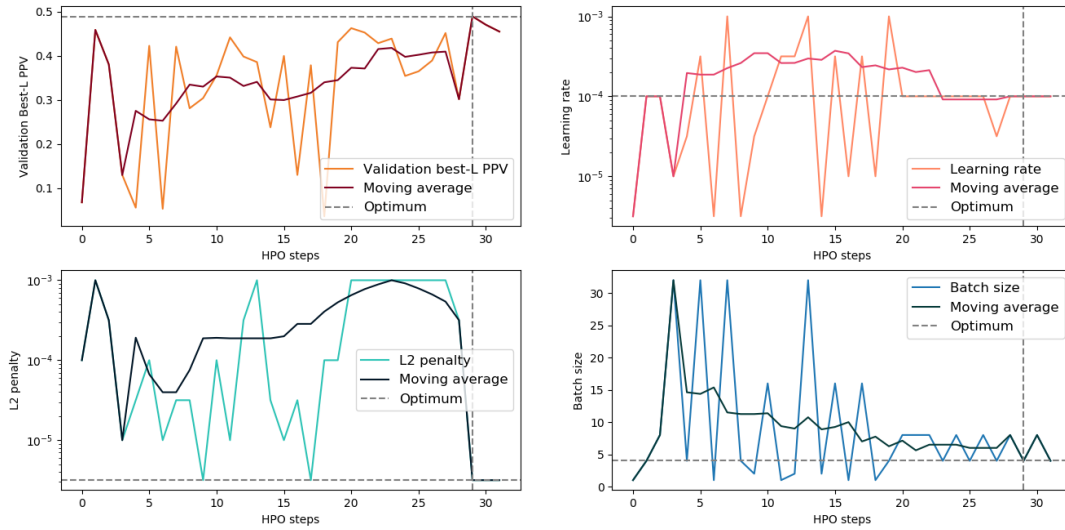 Validation Best-L PPV
0.5
0.4
0.3
0.2
0.1
0 5 10 15 20 25 30
HPO steps
Validation best-L PPV
Moving average
Optimum
Learning rate
10⁻³
10⁻⁴
10⁻⁵
0 5 10 15 20 25 30
HPO steps
Learning rate
Moving average
Optimum
L2 penalty
10⁻³
10⁻⁴
10⁻⁵
0 5 10 15 20 25 30
HPO steps
L2 penalty
Moving average
Optimum
Batch size
30
25
20
15
10
5
0
0 5 10 15 20 25 30
HPO steps
Batch size
Moving average
Optimum